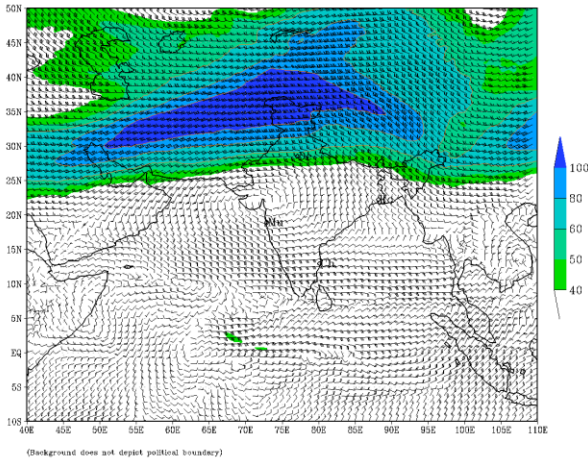 50N
45N
40N
35N
30N
25N
20N
15N
10N
5N
EQ
5S
10S
40E 45E 50E 55E 60E 65E 70E 75E 80E 85E 90E 95E 100E 105E 110E
100
80
60
40
(Background does not depict political boundary)